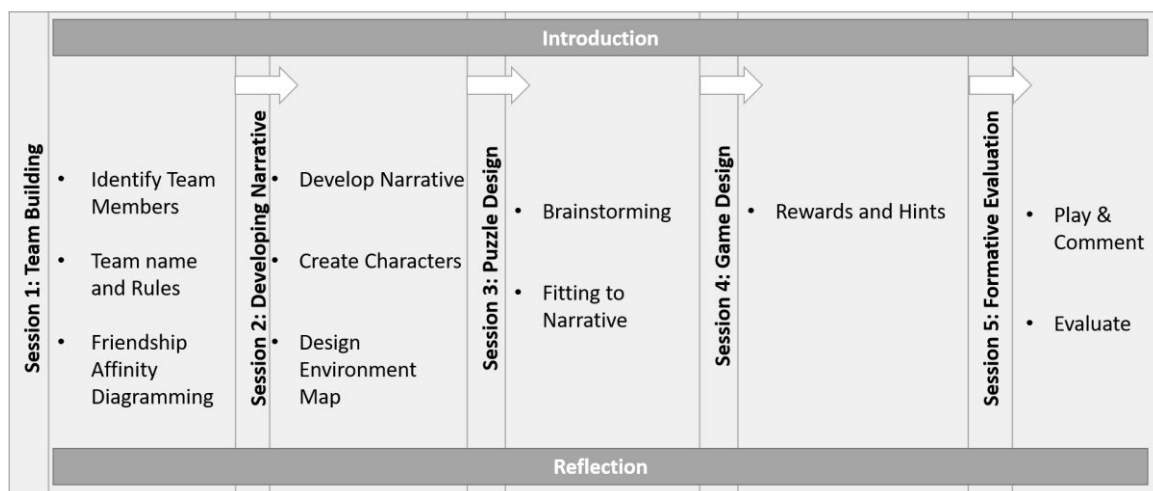 Introduction
Session 1: Team Building
• Identify Team
Members
• Team name
and Rules
• Friendship
Affinity
Diagramming
Session 2: Developing Narrative
• Develop Narrative
• Create Characters
• Design
Environment
Map
Session 3: Puzzle Design
• Brainstorming
• Fitting to
Narrative
Session 4: Game Design
• Rewards and Hints
Session 5: Formative Evaluation
• Play &
Comment
• Evaluate
Reflection